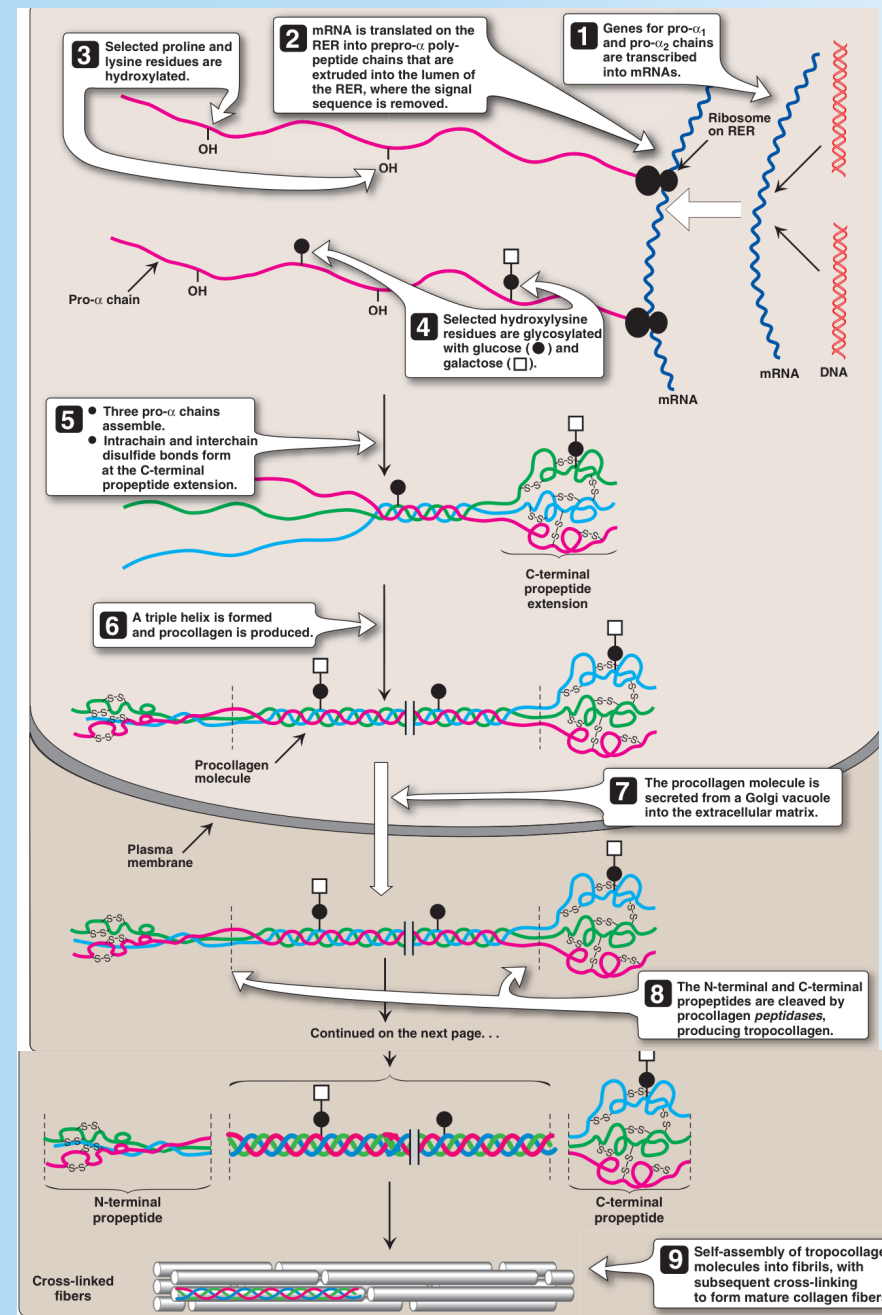 1
Genes for pro-α1
and pro-α2 chains
are transcribed
into mRNAs.
2
mRNA is translated on the
RER into prepro-α poly-
peptide chains that are
extruded into the lumen of
the RER, where the signal
sequence is removed.
3
Selected proline and
lysine residues are
hydroxylated.
Ribosome
on RER
OH
OH
Pro-α chain
OH
OH
4
Selected hydroxylysine
residues are glycosylated
with glucose ( ● ) and
galactose ( □ ).
mRNA
DNA
mRNA
5
● Three pro-α chains
assemble.
● Intrachain and interchain
disulfide bonds form
at the C-terminal
propeptide extension.
-S-S-
-S-S-
-S-S-
-S-S-
-S-S-
-S-S-
C-terminal
propeptide
extension
6
A triple helix is formed
and procollagen is produced.
-S-S-
-S-S-
-S-S-
-S-S-
-S-S-
-S-S-
-S-S-
-S-S-
-S-S-
Procollagen
molecule
7
The procollagen molecule is
secreted from a Golgi vacuole
into the extracellular matrix.
Plasma
membrane
-S-S-
-S-S-
-S-S-
-S-S-
-S-S-
-S-S-
-S-S-
-S-S-
-S-S-
8
The N-terminal and C-terminal
propeptides are cleaved by
procollagen peptidases,
producing tropocollagen.
Continued on the next page. . .
-S-S-
-S-S-
-S-S-
-S-S-
-S-S-
-S-S-
-S-S-
-S-S-
-S-S-
N-terminal
propeptide
C-terminal
propeptide
9
Self-assembly of tropocollage
molecules into fibrils, with
subsequent cross-linking
to form mature collagen fiber
Cross-linked
fibers